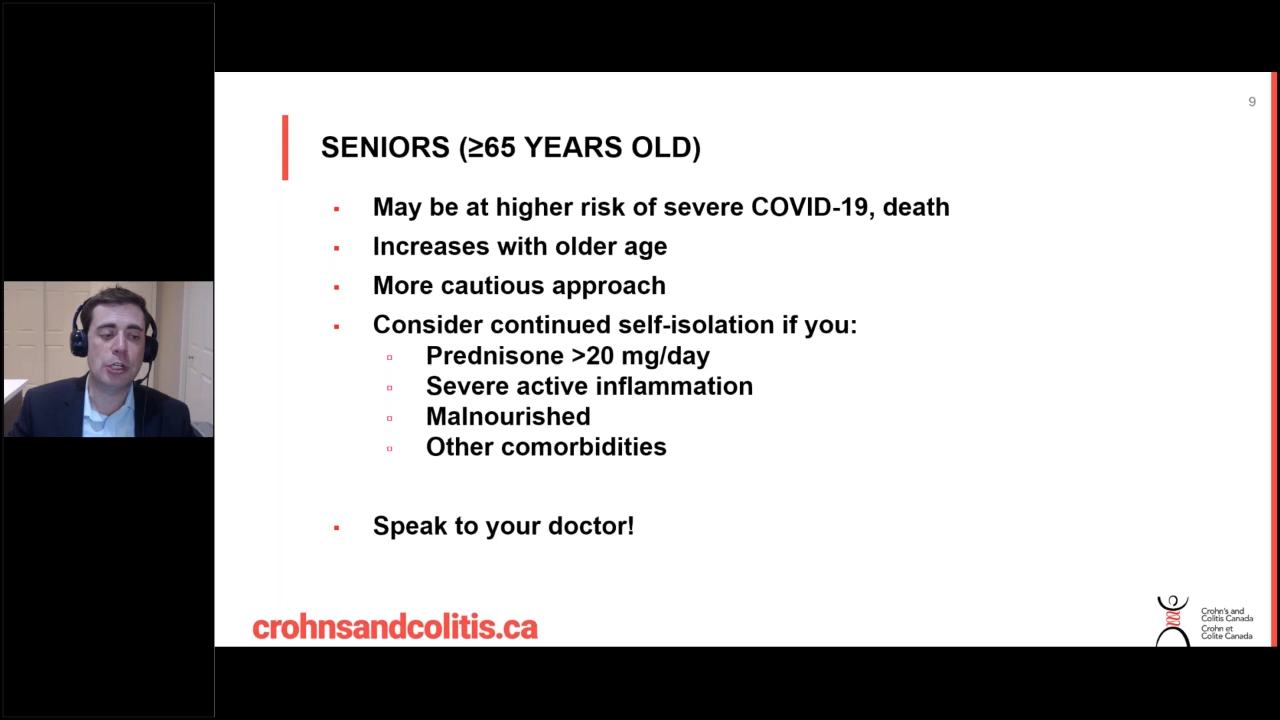 9
SENIORS (≥65 YEARS OLD)
May be at higher risk of severe COVID-19, death
Increases with older age
More cautious approach
Consider continued self-isolation if you:
Prednisone >20 mg/day
Severe active inflammation
Malnourished
Other comorbidities
Speak to your doctor!
crohnsandcolitis.ca
Crohn's and
Colitis Canada
Crohn et
Colite Canada